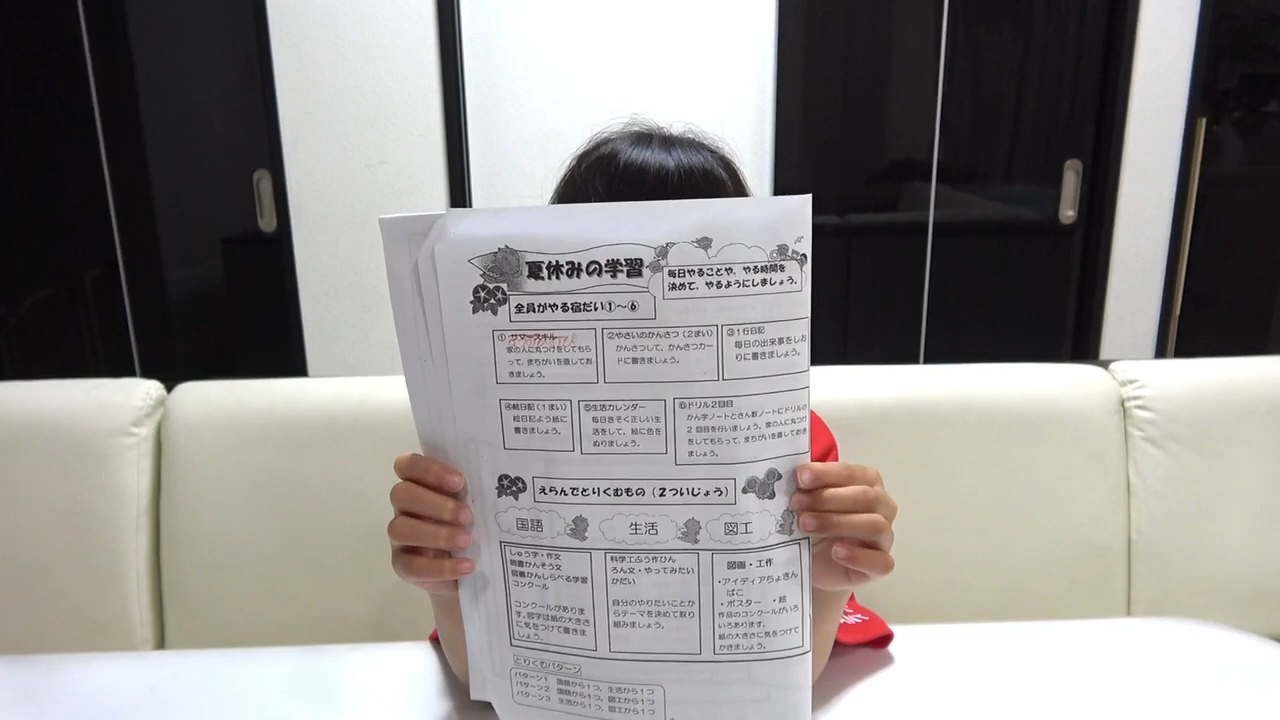 夏休みの学習
毎日やることや、やる時間を
決めて、やるようにしましょう。
全員がやる宿だい①〜⑥
① サマースキル
家の人に丸つけをしてもら
って、まちがいを直してお
きましょう。
②やさいのかんさつ（2まい）
かんさつして、かんさつカー
ドに書きましょう。
③1行日記
毎日の出来事をしお
りに書きましょう。
④絵日記（1まい）
絵日記よう紙に
書きましょう。
⑤生活カレンダー
毎日きそく正しい生
活をして、絵に色を
ぬりましょう。
⑥ドリル2回目
かん字ノートとさん数ノートにドリルの
2回目を行いましょう。家の人に丸つけ
をしてもらって、まちがいを直しておき
ましょう。
えらんでとりくむもの（2ついじょう）
国語
生活
図工
しゅう字・作文
読書かんそう文
図書かんしらべる学習
コンクール
コンクールがありま
す。習字は紙の大きさ
に気をつけて書きま
しょう。
科学工ふう作ひん
ろん文・やってみたい
かだい
自分のやりたいことか
らテーマを決めて取り
組みましょう。
図画・工作
・アイディアちょきん
ばこ
・ポスター ・絵
作品のコンクールがいろ
いろあります。
紙の大きさに気をつけて
かきましょう。
とりくむパターン
パターン1 国語から1つ、生活から1つ
パターン2 国語から1つ、図工から1つ
パターン3 生活から1つ、図工から1つ